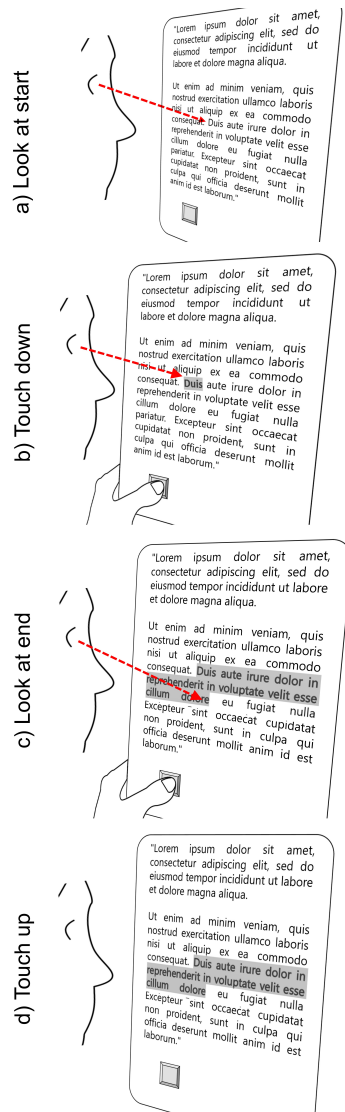 a) Look at start
"Lorem ipsum dolor sit amet,
consectetur adipiscing elit, sed do
eiusmod tempor incididunt ut
labore et dolore magna aliqua.
Ut enim ad minim veniam, quis
nostrud exercitation ullamco laboris
nisi ut aliquip ex ea commodo
consequat. Duis aute irure dolor in
reprehenderit in voluptate velit esse
cillum dolore eu fugiat nulla
pariatur. Excepteur sint occaecat
cupidatat non proident, sunt in
culpa qui officia deserunt mollit
anim id est laborum."
b) Touch down
"Lorem ipsum dolor sit amet,
consectetur adipiscing elit, sed do
eiusmod tempor incididunt ut
labore et dolore magna aliqua.
Ut enim ad minim veniam, quis
nostrud exercitation ullamco laboris
nisi ut aliquip ex ea commodo
consequat. Duis aute irure dolor in
reprehenderit in voluptate velit esse
cillum dolore eu fugiat nulla
pariatur. Excepteur sint occaecat
cupidatat non proident, sunt in
culpa qui officia deserunt mollit
anim id est laborum."
c) Look at end
"Lorem ipsum dolor sit amet,
consectetur adipiscing elit, sed do
eiusmod tempor incididunt ut labore
et dolore magna aliqua.
Ut enim ad minim veniam, quis
nostrud exercitation ullamco laboris
nisi ut aliquip ex ea commodo
consequat. Duis aute irure dolor in
reprehenderit in voluptate velit esse
cillum dolore eu fugiat nulla
Excepteur sint occaecat cupidatat
non proident, sunt in culpa qui
officia deserunt mollit anim id est
laborum."
d) Touch up
"Lorem ipsum dolor sit amet,
consectetur adipiscing elit, sed do
eiusmod tempor incididunt ut labore
et dolore magna aliqua.
Ut enim ad minim veniam, quis
nostrud exercitation ullamco laboris
nisi ut aliquip ex ea commodo
consequat. Duis aute irure dolor in
reprehenderit in voluptate velit esse
cillum dolore eu fugiat nulla
Excepteur sint occaecat cupidatat
non proident, sunt in culpa qui
officia deserunt mollit anim id est
laborum."